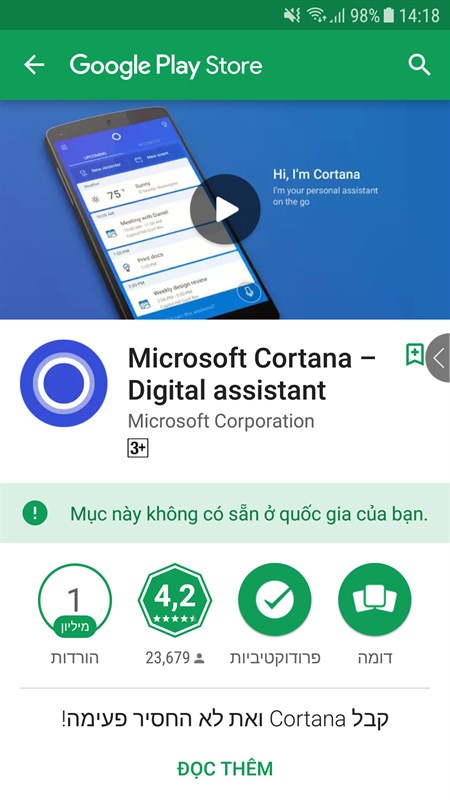 98% 14:18
Google Play Store
UPCOMING
New reminder
New event
Weather
75° Sunny
Meeting with Daniel
Print docs
Weekly design review
Hi, I'm Cortana
I'm your personal assistant
on the go
Microsoft Cortana –
Digital assistant
Microsoft Corporation
3+
Mục này không có sẵn ở quốc gia của bạn.
1
מיליון
4,2
הורדות
23,679
פרודוקטיביות
דומה
קבל Cortana ואת לא החסיר פעימה!
ĐỌC THÊM